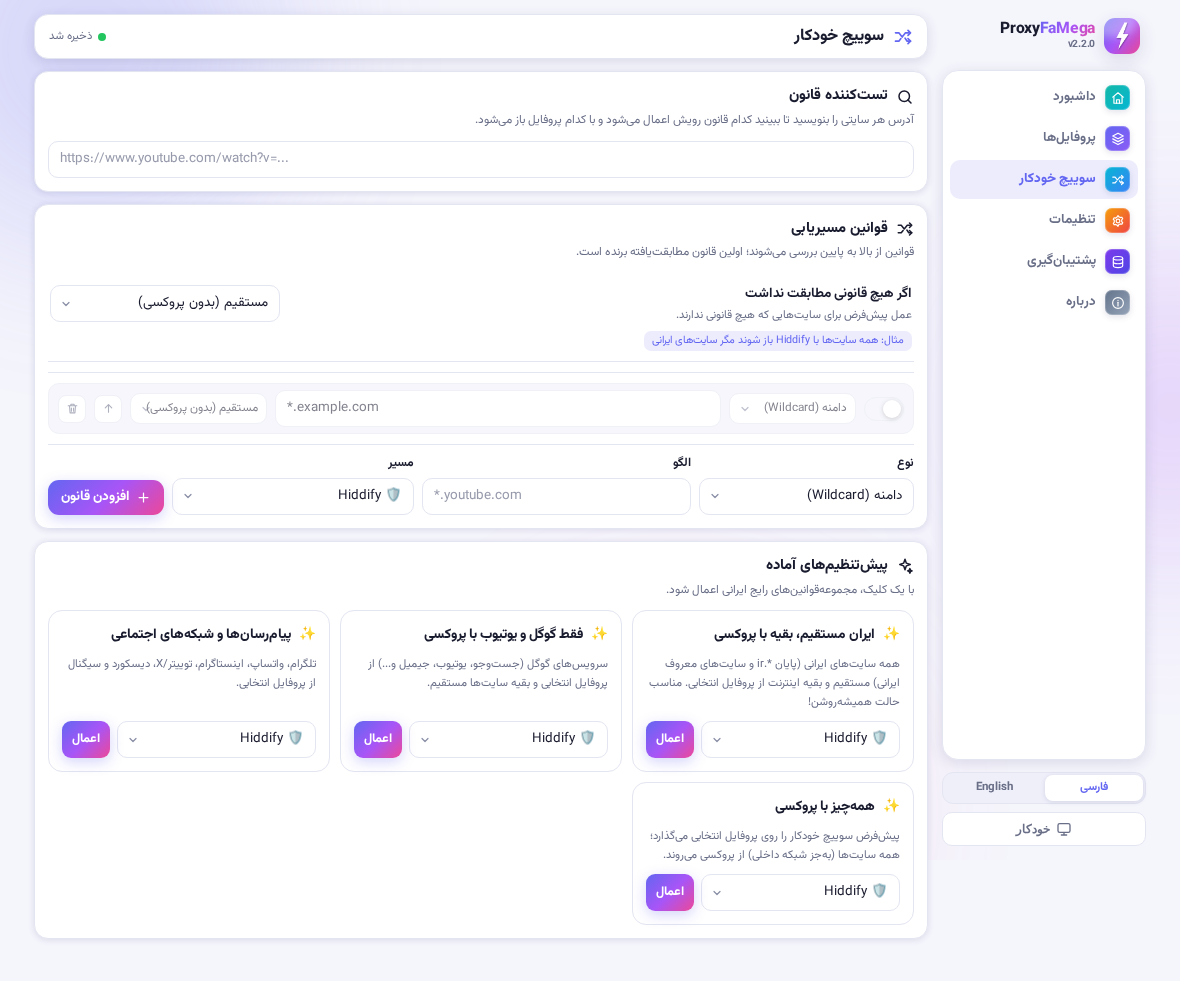 ProxyFaMega
v2.2.0
داشبورد
پروفایل‌ها
سوییچ خودکار
تنظیمات
پشتیبان‌گیری
درباره
فارسی
English
خودکار
سوییچ خودکار
ذخیره شد
تست‌کننده قانون
آدرس هر سایتی را بنویسید تا ببینید کدام قانون رویش اعمال می‌شود و با کدام پروفایل باز می‌شود.
https://www.youtube.com/watch?v=...
قوانین مسیریابی
قوانین از بالا به پایین بررسی می‌شوند؛ اولین قانون مطابقت‌یافته برنده است.
اگر هیچ قانونی مطابقت نداشت
عمل پیش‌فرض برای سایت‌هایی که هیچ قانونی ندارند.
مثال: همه سایت‌ها با Hiddify باز شوند مگر سایت‌های ایرانی
مستقیم (بدون پروکسی)
دامنه (Wildcard)
*.example.com
مستقیم (بدون پروکسی)
نوع
الگو
مسیر
دامنه (Wildcard)
*.youtube.com
Hiddify
افزودن قانون
پیش‌تنظیم‌های آماده
با یک کلیک، مجموعه‌قوانین‌های رایج ایرانی اعمال شود.
ایران مستقیم، بقیه با پروکسی
همه سایت‌های ایرانی (پایان *.ir و سایت‌های معروف
ایرانی) مستقیم و بقیه اینترنت از پروفایل انتخابی. مناسب
حالت همیشه‌روشن!
Hiddify
اعمال
فقط گوگل و یوتیوب با پروکسی
سرویس‌های گوگل (جست‌وجو، یوتیوب، جیمیل و...) از
پروفایل انتخابی و بقیه سایت‌ها مستقیم.
Hiddify
اعمال
پیام‌رسان‌ها و شبکه‌های اجتماعی
تلگرام، واتساپ، اینستاگرام، توییتر/X، دیسکورد و سیگنال
از پروفایل انتخابی.
Hiddify
اعمال
همه‌چیز با پروکسی
پیش‌فرض سوییچ خودکار را روی پروفایل انتخابی می‌گذارد؛
همه سایت‌ها (به‌جز شبکه داخلی) از پروکسی می‌روند.
Hiddify
اعمال